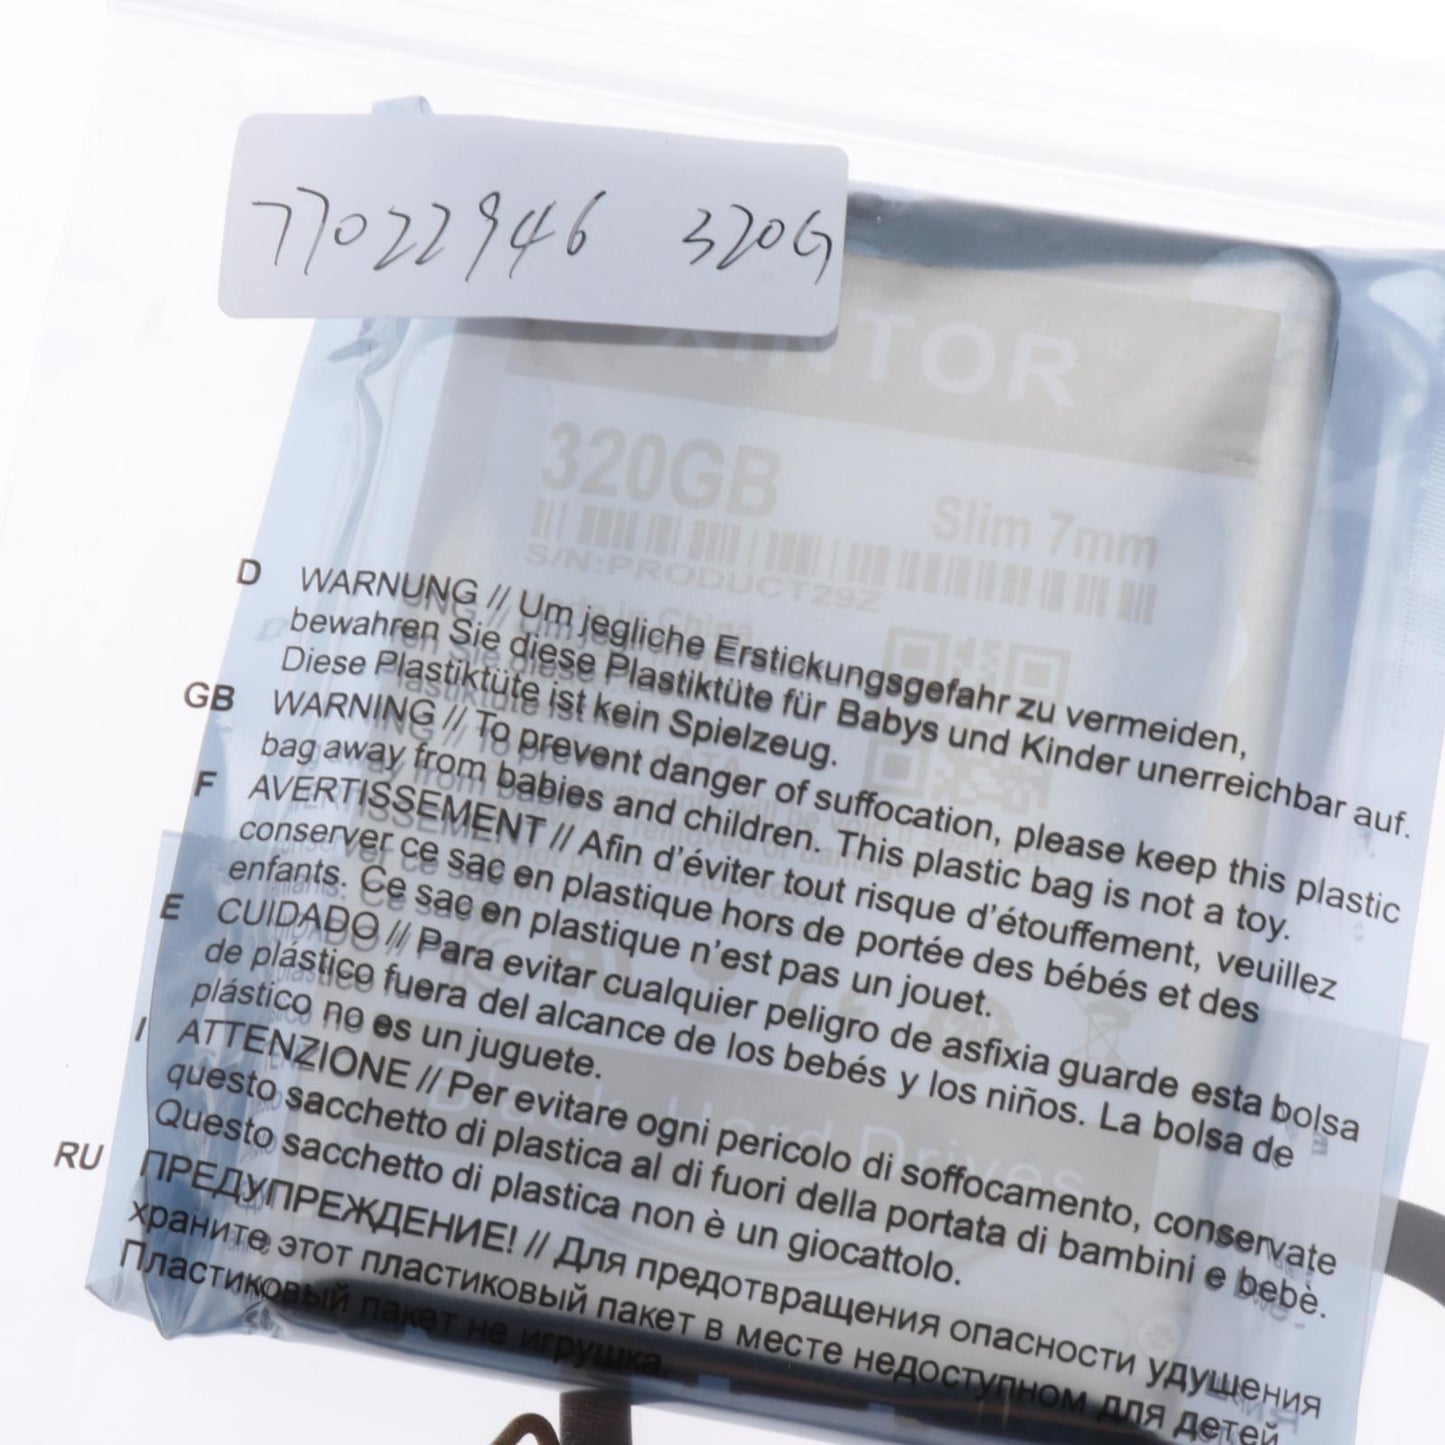 77022946 320G
XINTOR
320GB
Slim 7mm
S/N:PRODUCT29Z
D WARNUNG // Um jegliche Erstickungsgefahr zu vermeiden,
bewahren Sie diese Plastiktüte für Babys und Kinder unerreichbar auf.
Diese Plastiktüte ist kein Spielzeug.
GB WARNING // To prevent danger of suffocation, please keep this plastic
bag away from babies and children. This plastic bag is not a toy.
F AVERTISSEMENT // Afin d'éviter tout risque d'étouffement, veuillez
conserver ce sac en plastique hors de portée des bébés et des
enfants. Ce sac en plastique n'est pas un jouet.
E CUIDADO // Para evitar cualquier peligro de asfixia guarde esta bolsa
de plástico fuera del alcance de los bebés y los niños. La bolsa de
plástico no es un juguete.
I ATTENZIONE // Per evitare ogni pericolo di soffocamento, conservate
questo sacchetto di plastica al di fuori della portata di bambini e bebè.
Questo sacchetto di plastica non è un giocattolo.
RU ПРЕДУПРЕЖДЕНИЕ! // Для предотвращения опасности удушения
храните этот пластиковый пакет в месте недоступном для детей.
Пластиковый пакет не игрушка.
Black Hard Drives